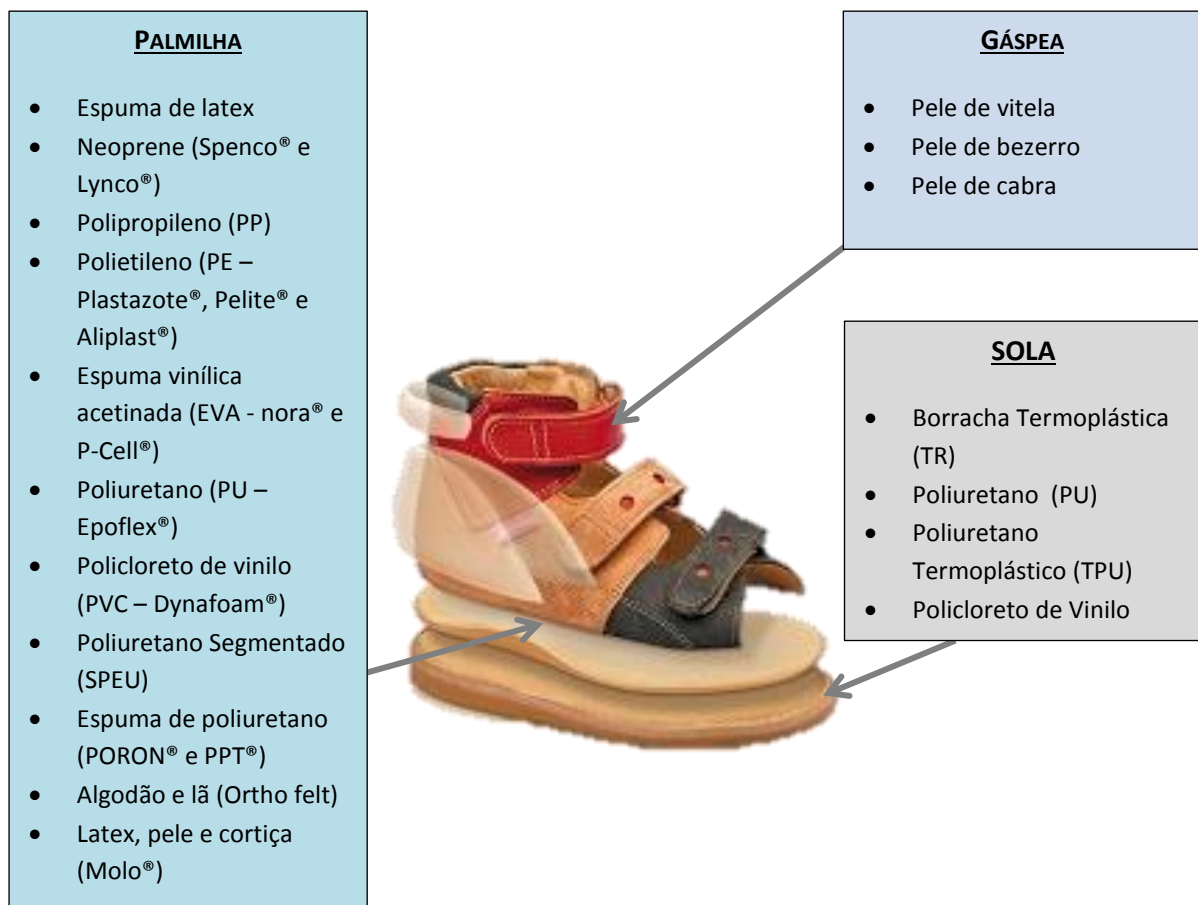 PALMILHA
• Espuma de latex
• Neoprene (Spenco® e
Lynco®)
• Polipropileno (PP)
• Polietileno (PE –
Plastazote®, Pelite® e
Aliplast®)
• Espuma vinílica
acetinada (EVA - nora® e
P-Cell®)
• Poliuretano (PU –
Epoflex®)
• Policloreto de vinilo
(PVC – Dynafoam®)
• Poliuretano Segmentado
(SPEU)
• Espuma de poliuretano
(PORON® e PPT®)
• Algodão e lã (Ortho felt)
• Latex, pele e cortiça
(Molo®)
GÁSPEA
• Pele de vitela
• Pele de bezerro
• Pele de cabra
SOLA
• Borracha Termoplástica
(TR)
• Poliuretano (PU)
• Poliuretano
Termoplástico (TPU)
• Policloreto de Vinilo